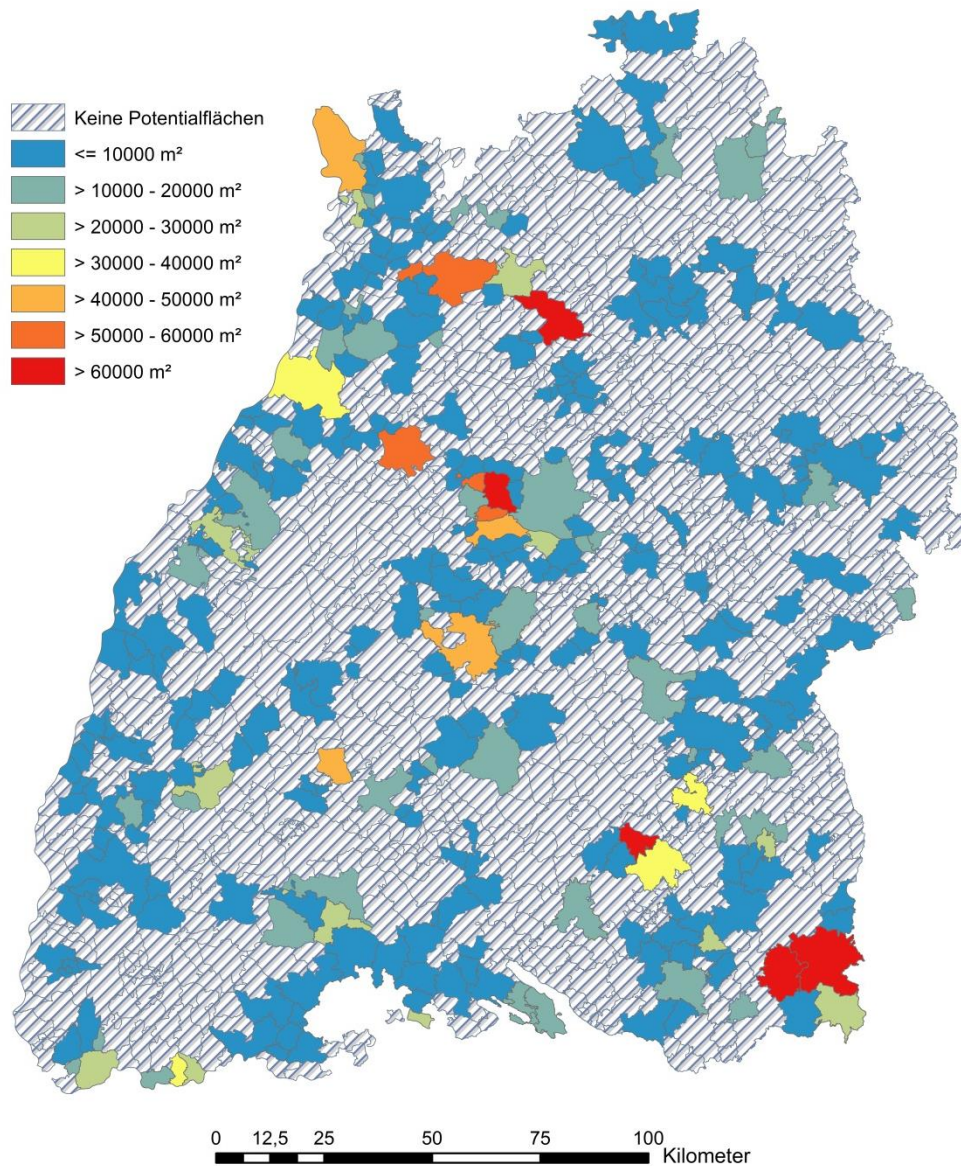 Keine Potentialflächen
<= 10000 m²
> 10000 - 20000 m²
> 20000 - 30000 m²
> 30000 - 40000 m²
> 40000 - 50000 m²
> 50000 - 60000 m²
> 60000 m²
0 12,5 25 50 75 100
Kilometer